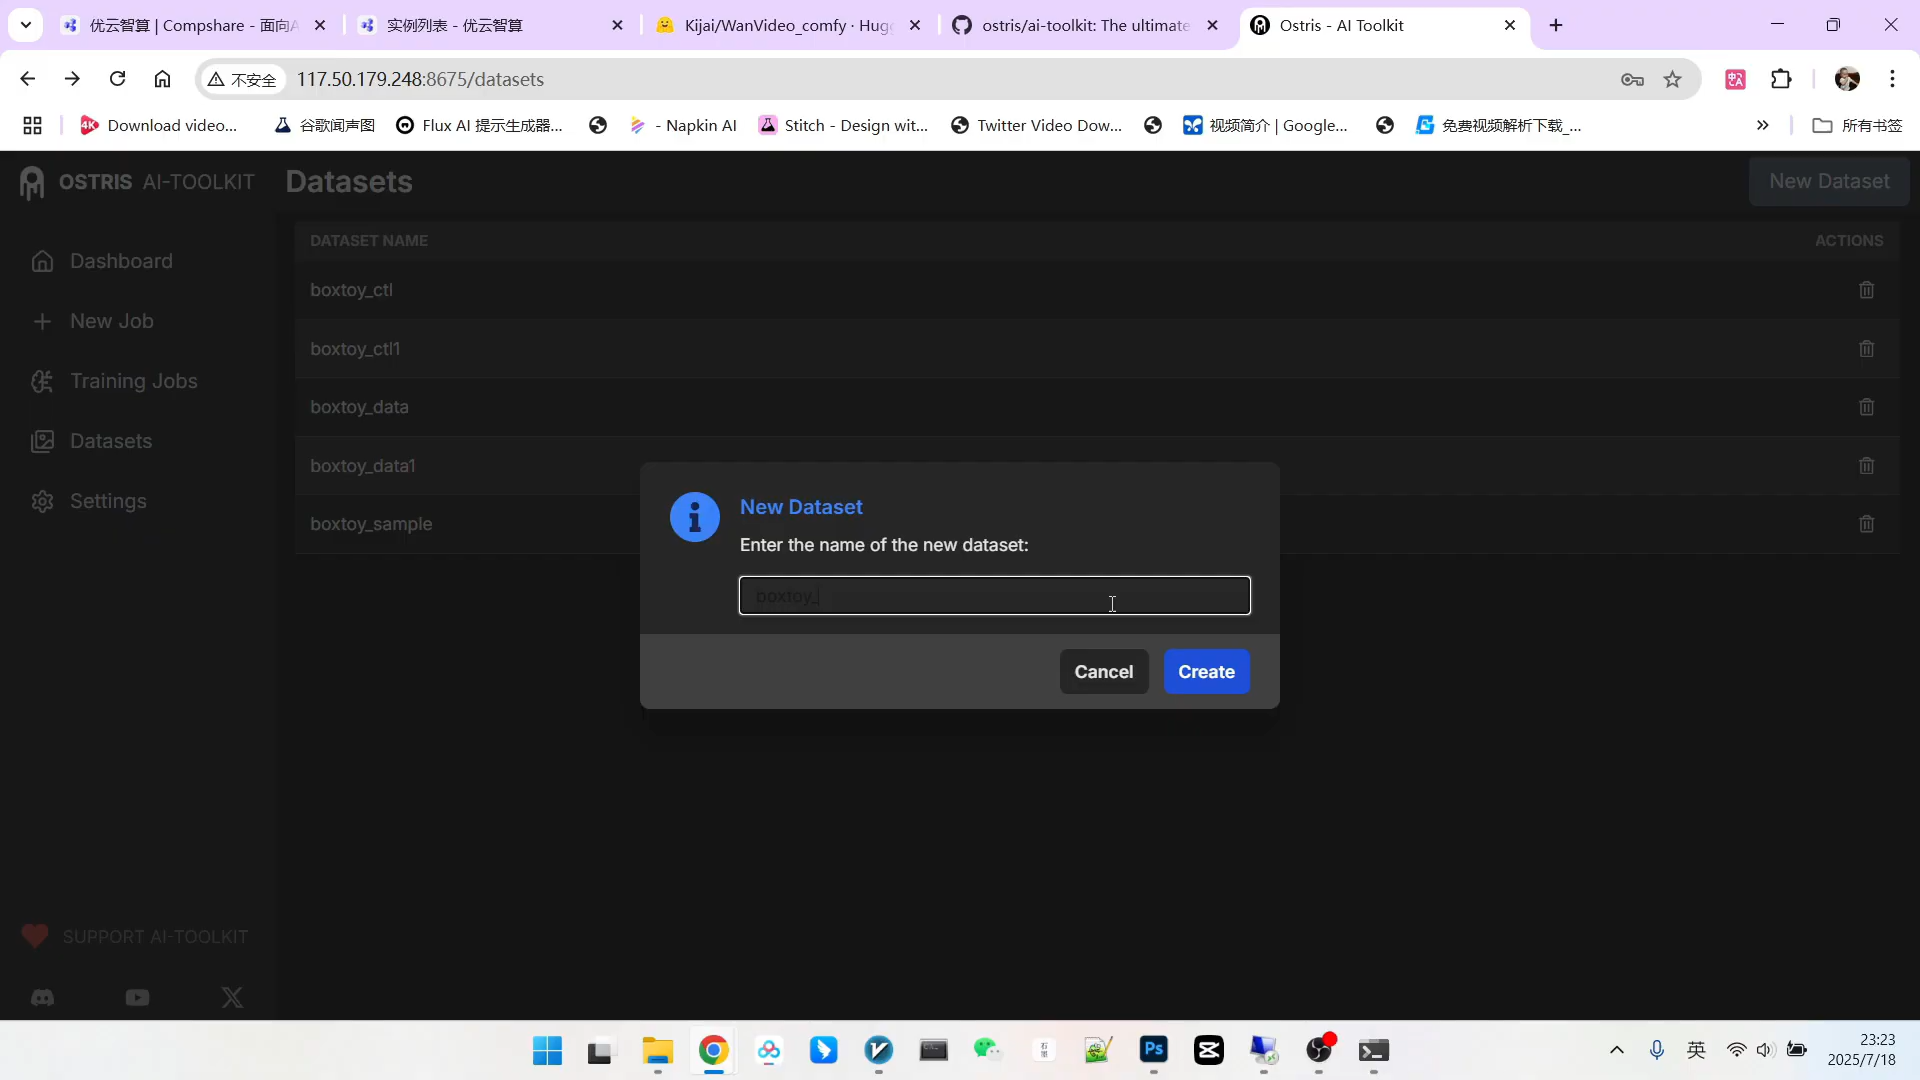 优云智算 | Compshare - 面向A
实例列表 - 优云智算
Kijai/WanVideo_comfy · Hugg
ostris/ai-toolkit: The ultimate
Ostris - AI Toolkit
不安全
117.50.179.248:8675/datasets
Download video...
谷歌闻声图
Flux AI 提示生成器...
- Napkin AI
Stitch - Design wit...
Twitter Video Dow...
视频简介 | Google...
免费视频解析下载_...
所有书签
OSTRIS AI-TOOLKIT
Datasets
New Dataset
DATASET NAME
ACTIONS
Dashboard
boxtoy_ctl
New Job
boxtoy_ctl1
Training Jobs
boxtoy_data
Datasets
boxtoy_data1
Settings
boxtoy_sample
New Dataset
Enter the name of the new dataset:
boxtoy_
Cancel
Create
SUPPORT AI-TOOLKIT
英
23:23
2025/7/18